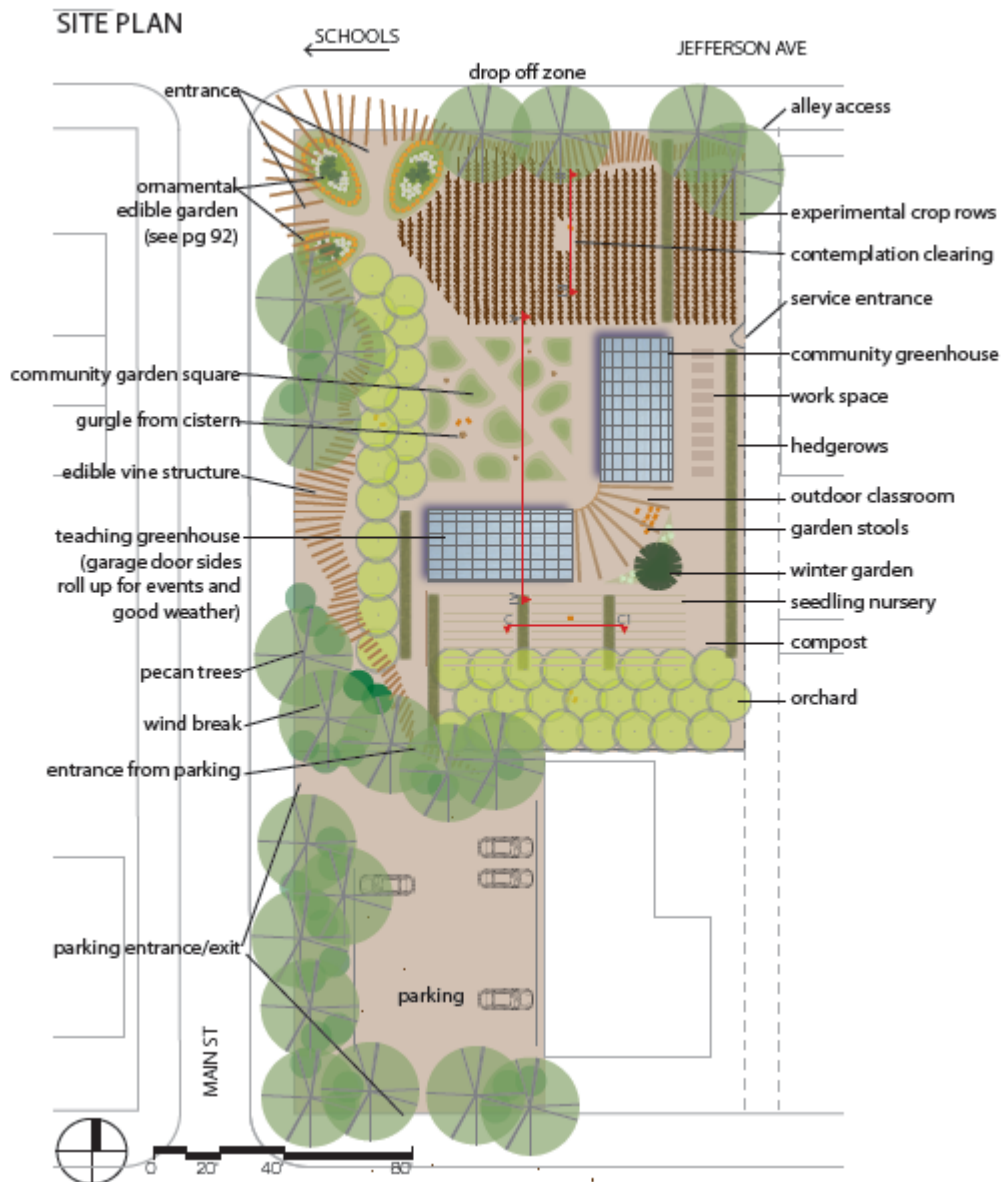 SITE PLAN
SCHOOLS
JEFFERSON AVE
drop off zone
entrance
alley access
ornamental
edible garden
(see pg 92)
experimental crop rows
contemplation clearing
service entrance
community garden square
community greenhouse
work space
gurgle from cistern
hedgerows
edible vine structure
outdoor classroom
garden stools
teaching greenhouse
(garage door sides
roll up for events and
good weather)
winter garden
seedling nursery
C
C1
compost
pecan trees
orchard
wind break
entrance from parking
parking entrance/exit
parking
MAIN ST
0 20' 40' 80'